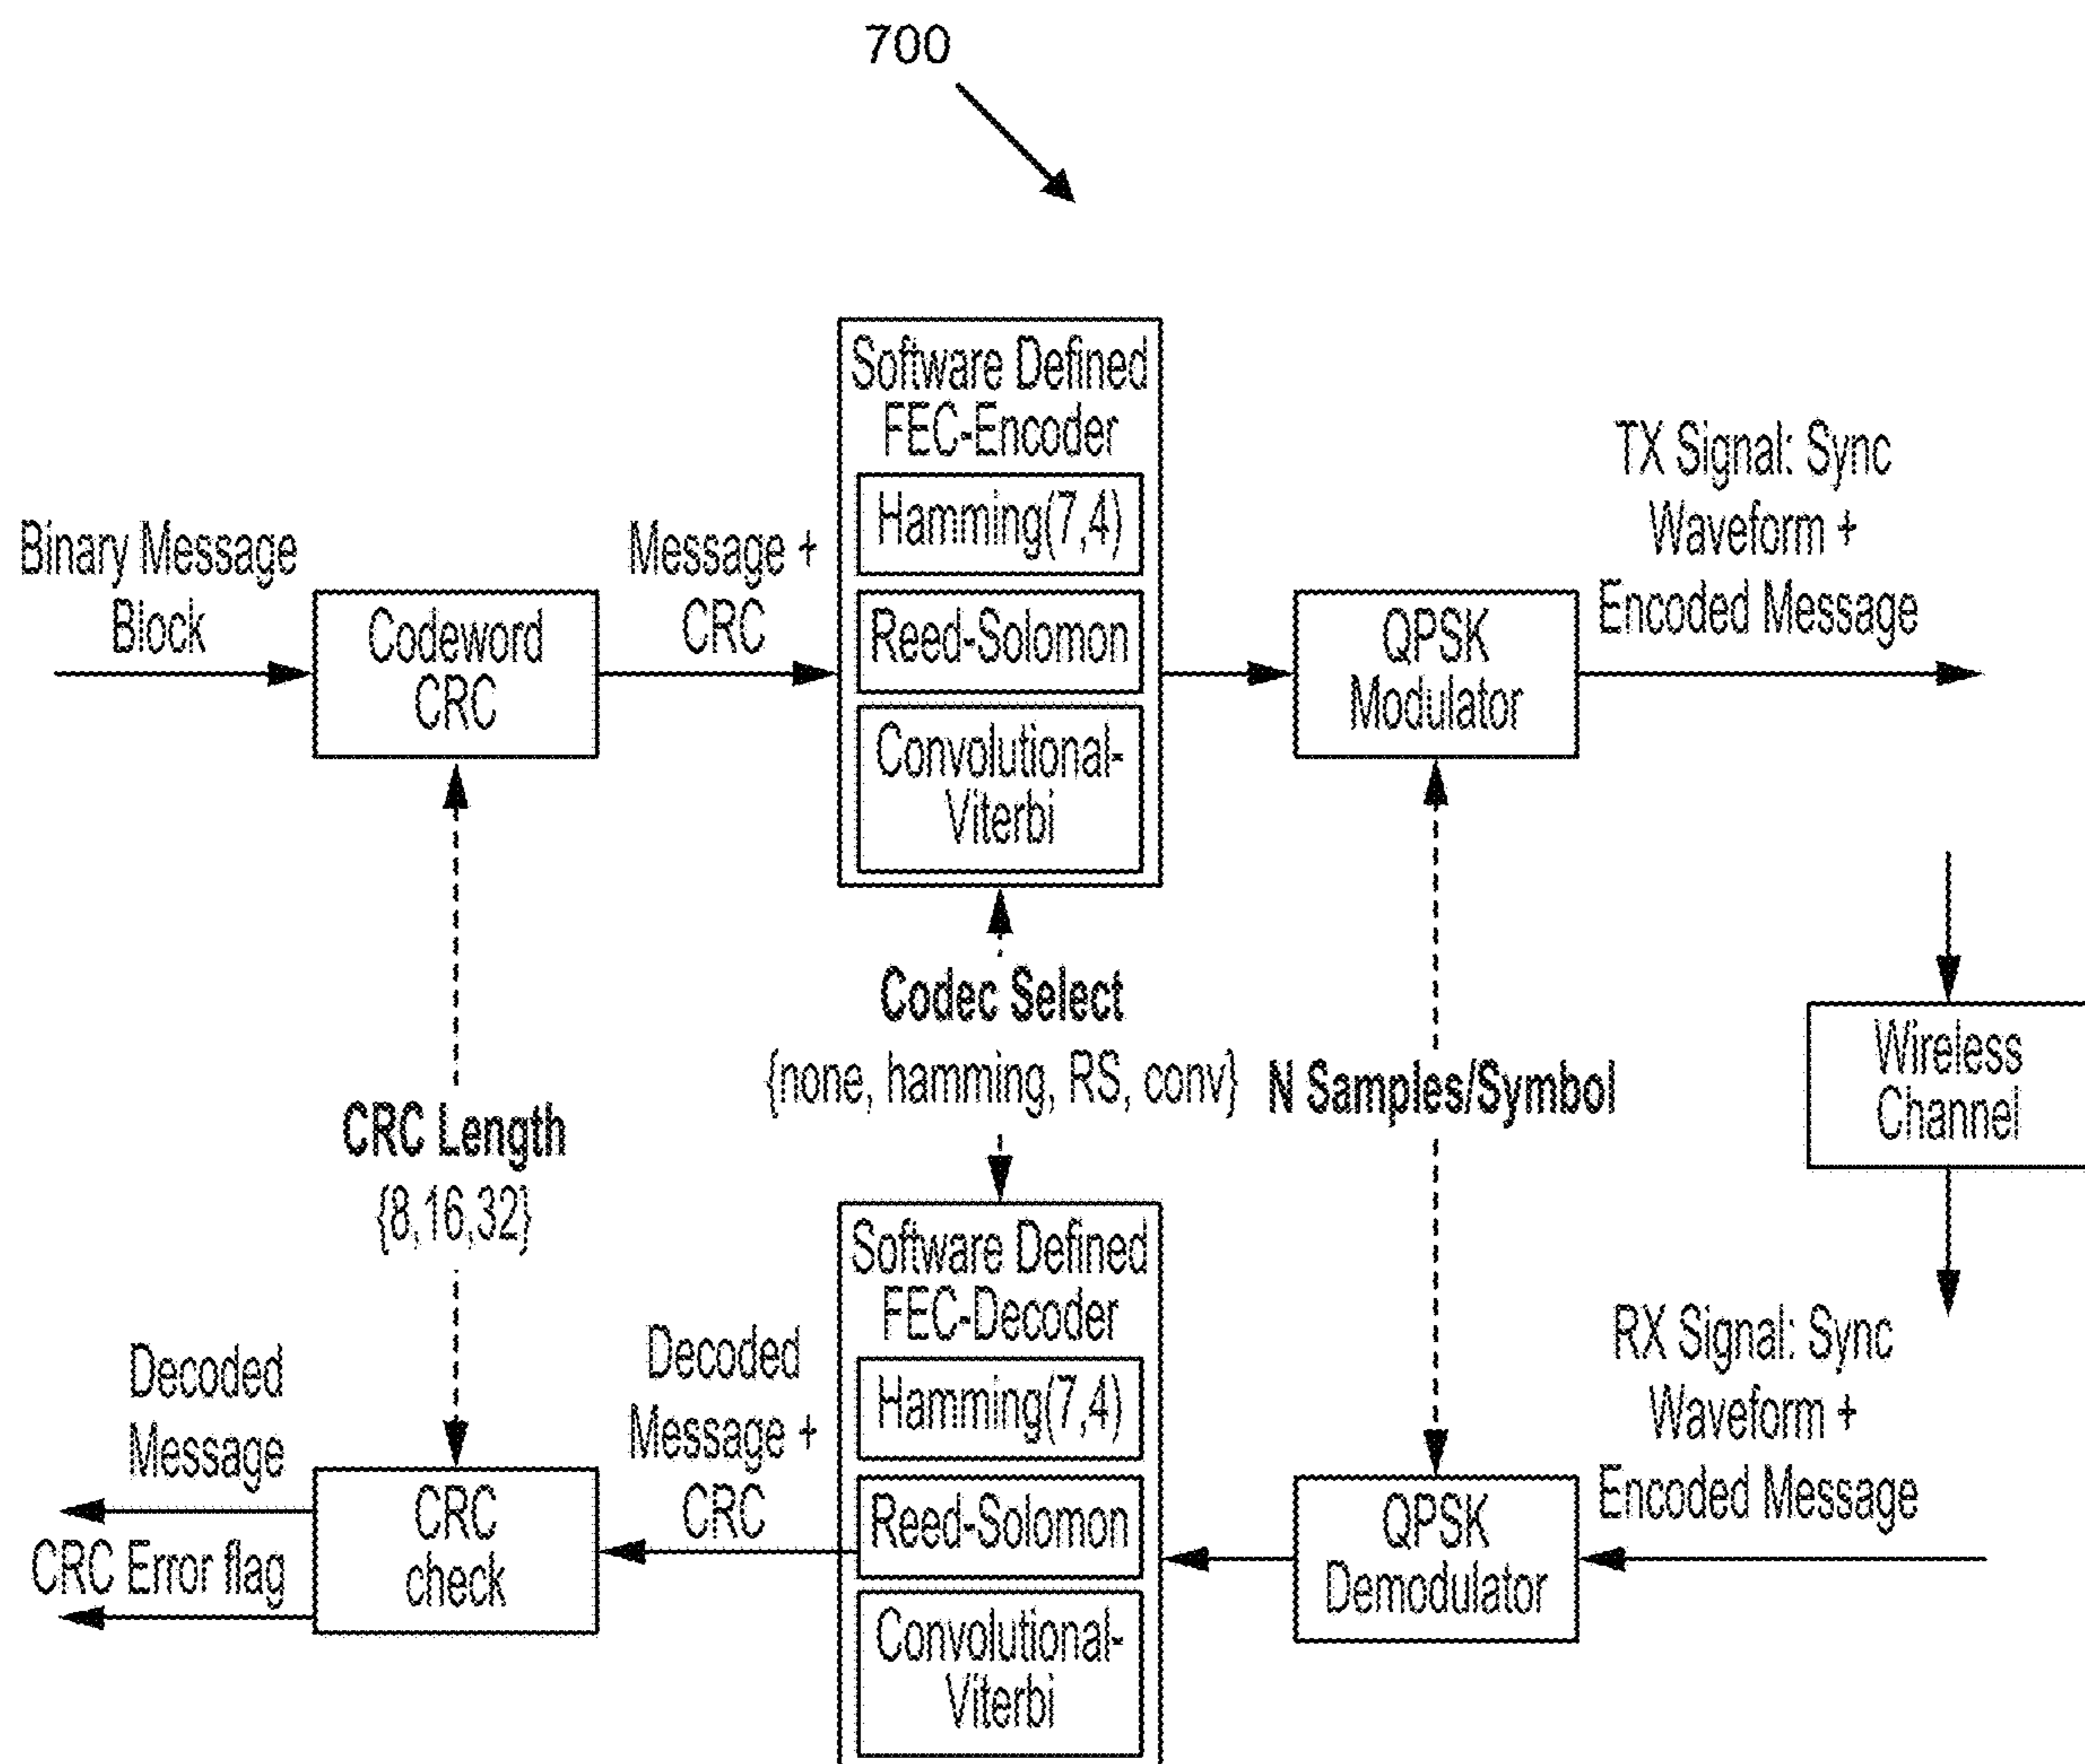 700
Software Defined
FEC-Encoder
Hamming(7,4)
Reed-Solomon
Convolutional-
Viterbi
Binary Message
Block
Codeword
CRC
Message +
CRC
QPSK
Modulator
TX Signal: Sync
Waveform +
Encoded Message
CRC Length
{8,16,32}
Codec Select
{none, hamming, RS, conv}
N Samples/Symbol
Wireless
Channel
RX Signal: Sync
Waveform +
Encoded Message
QPSK
Demodulator
Software Defined
FEC-Decoder
Hamming(7,4)
Reed-Solomon
Convolutional-
Viterbi
Decoded
Message +
CRC
CRC
check
Decoded
Message
CRC Error flag